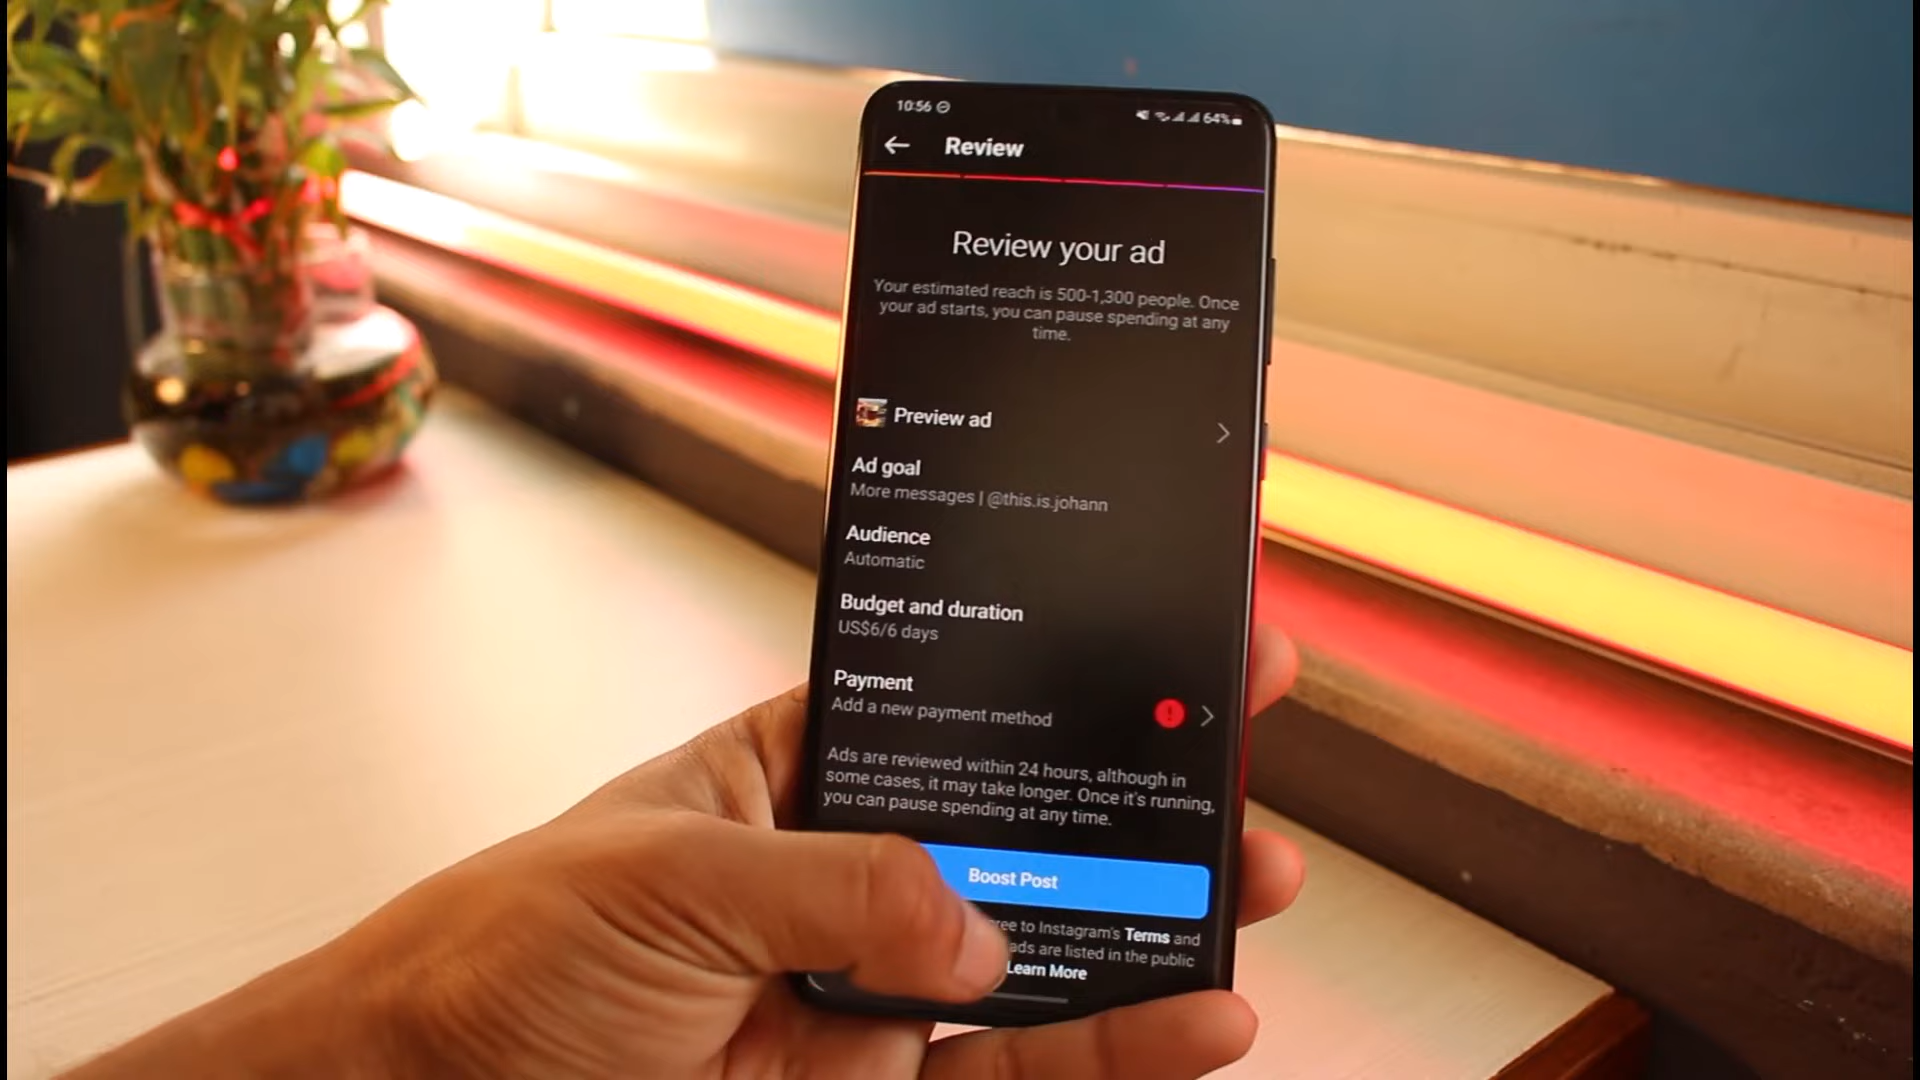 10:56
64%
Review
Review your ad
Your estimated reach is 500-1,300 people. Once
your ad starts, you can pause spending at any
time.
Preview ad
Ad goal
More messages | @this.is.johann
Audience
Automatic
Budget and duration
US$6/6 days
Payment
Add a new payment method
Ads are reviewed within 24 hours, although in
some cases, it may take longer. Once it's running,
you can pause spending at any time.
Boost Post
to Instagram's Terms and
ads are listed in the public
Learn More